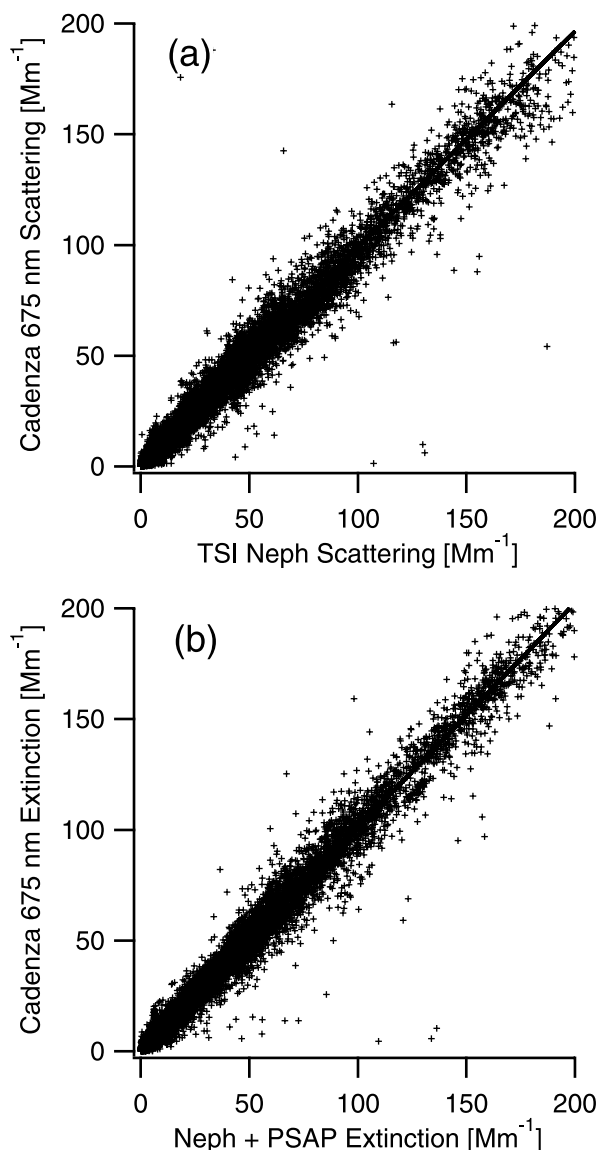 (a)
200
150
100
50
0
Cadenza 675 nm Scattering [Mm⁻¹]
0 50 100 150 200
TSI Neph Scattering [Mm⁻¹]
(b)
200
150
100
50
0
Cadenza 675 nm Extinction [Mm⁻¹]
0 50 100 150 200
Neph + PSAP Extinction [Mm⁻¹]